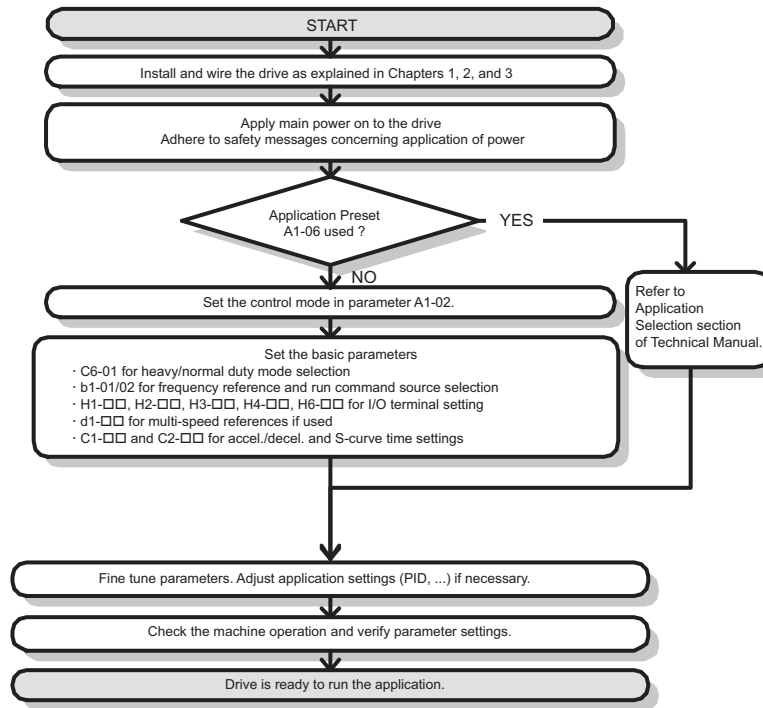 START
Install and wire the drive as explained in Chapters 1, 2, and 3
Apply main power on to the drive
Adhere to safety messages concerning application of power
Application Preset
A1-06 used ?
YES
NO
Set the control mode in parameter A1-02.
Refer to
Application
Selection section
of Technical Manual.
Set the basic parameters
· C6-01 for heavy/normal duty mode selection
· b1-01/02 for frequency reference and run command source selection
· H1-□□, H2-□□, H3-□□, H4-□□, H6-□□ for I/O terminal setting
· d1-□□ for multi-speed references if used
· C1-□□ and C2-□□ for accel./decel. and S-curve time settings
Fine tune parameters. Adjust application settings (PID, ...) if necessary.
Check the machine operation and verify parameter settings.
Drive is ready to run the application.